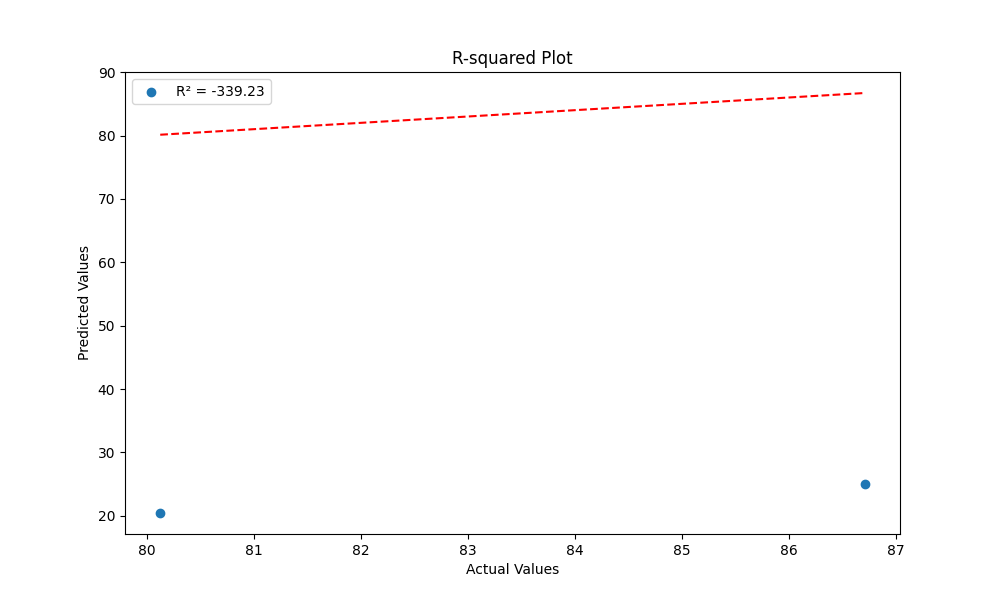 R-squared Plot
R² = -339.23
90
80
70
60
50
40
30
20
Predicted Values
80 81 82 83 84 85 86 87
Actual Values